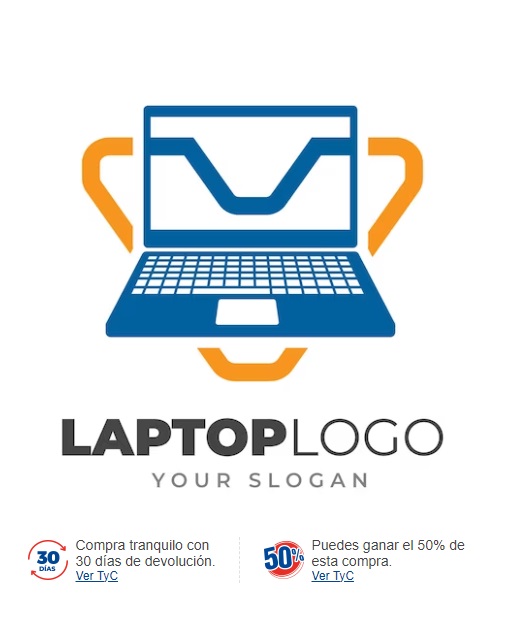 LAPTOPLOGO
YOUR SLOGAN
30
DÍAS
Compra tranquilo con
30 días de devolución.
Ver TyC
50%
Puedes ganar el 50% de
esta compra.
Ver TyC